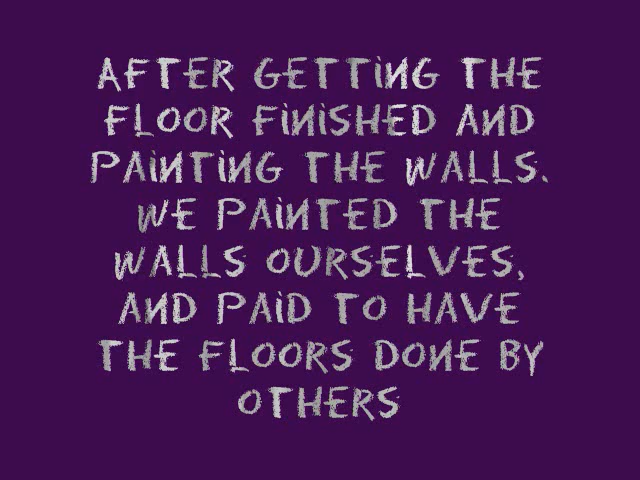 AFTER GETTING THE
FLOOR FINISHED AND
PAINTING THE WALLS.
WE PAINTED THE
WALLS OURSELVES,
AND PAID TO HAVE
THE FLOORS DONE BY
OTHERS